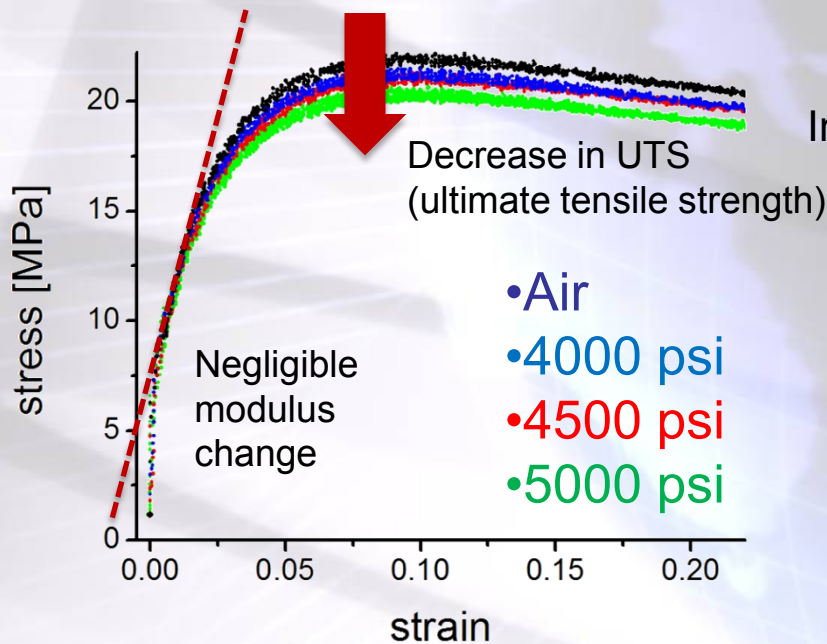 20
15
10
5
0
stress [MPa]
0.00
0.05
0.10
0.15
0.20
strain
Decrease in UTS
(ultimate tensile strength)
Negligible
modulus
change
•Air
•4000 psi
•4500 psi
•5000 psi